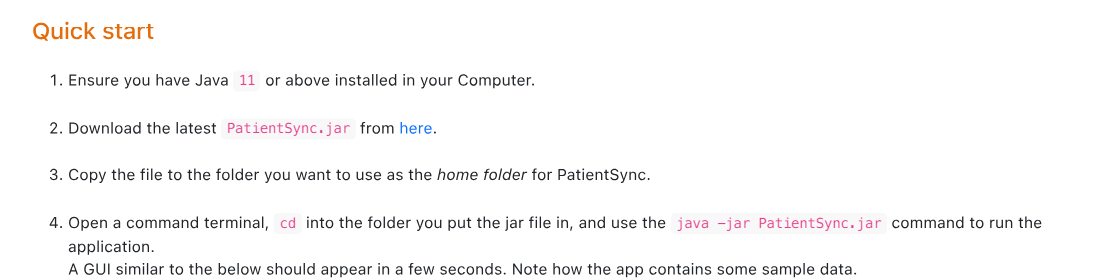 Quick start
1. Ensure you have Java 11 or above installed in your Computer.
2. Download the latest PatientSync.jar from here.
3. Copy the file to the folder you want to use as the home folder for PatientSync.
4. Open a command terminal, cd into the folder you put the jar file in, and use the java -jar PatientSync.jar command to run the
application.
A GUI similar to the below should appear in a few seconds. Note how the app contains some sample data.